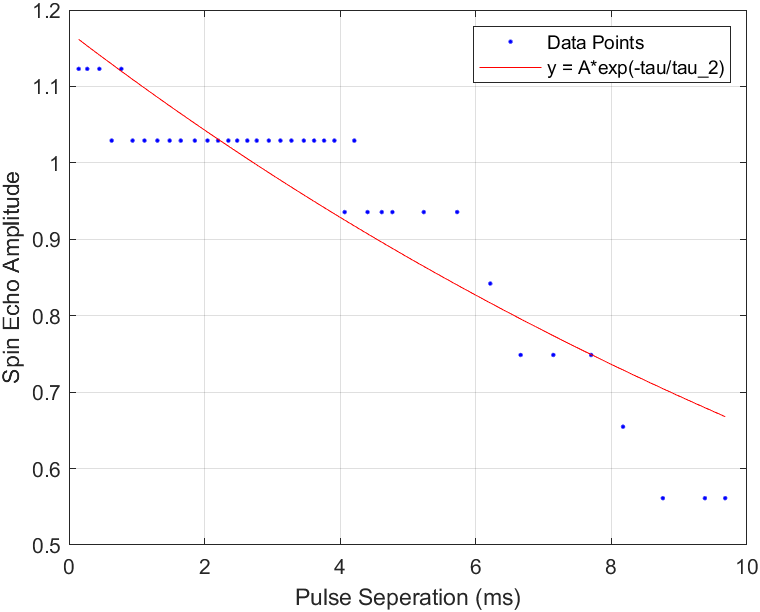 1.2
1.1
1
0.9
0.8
0.7
0.6
0.5
Spin Echo Amplitude
Data Points
y = A*exp(-tau/tau_2)
0 2 4 6 8 10
Pulse Seperation (ms)